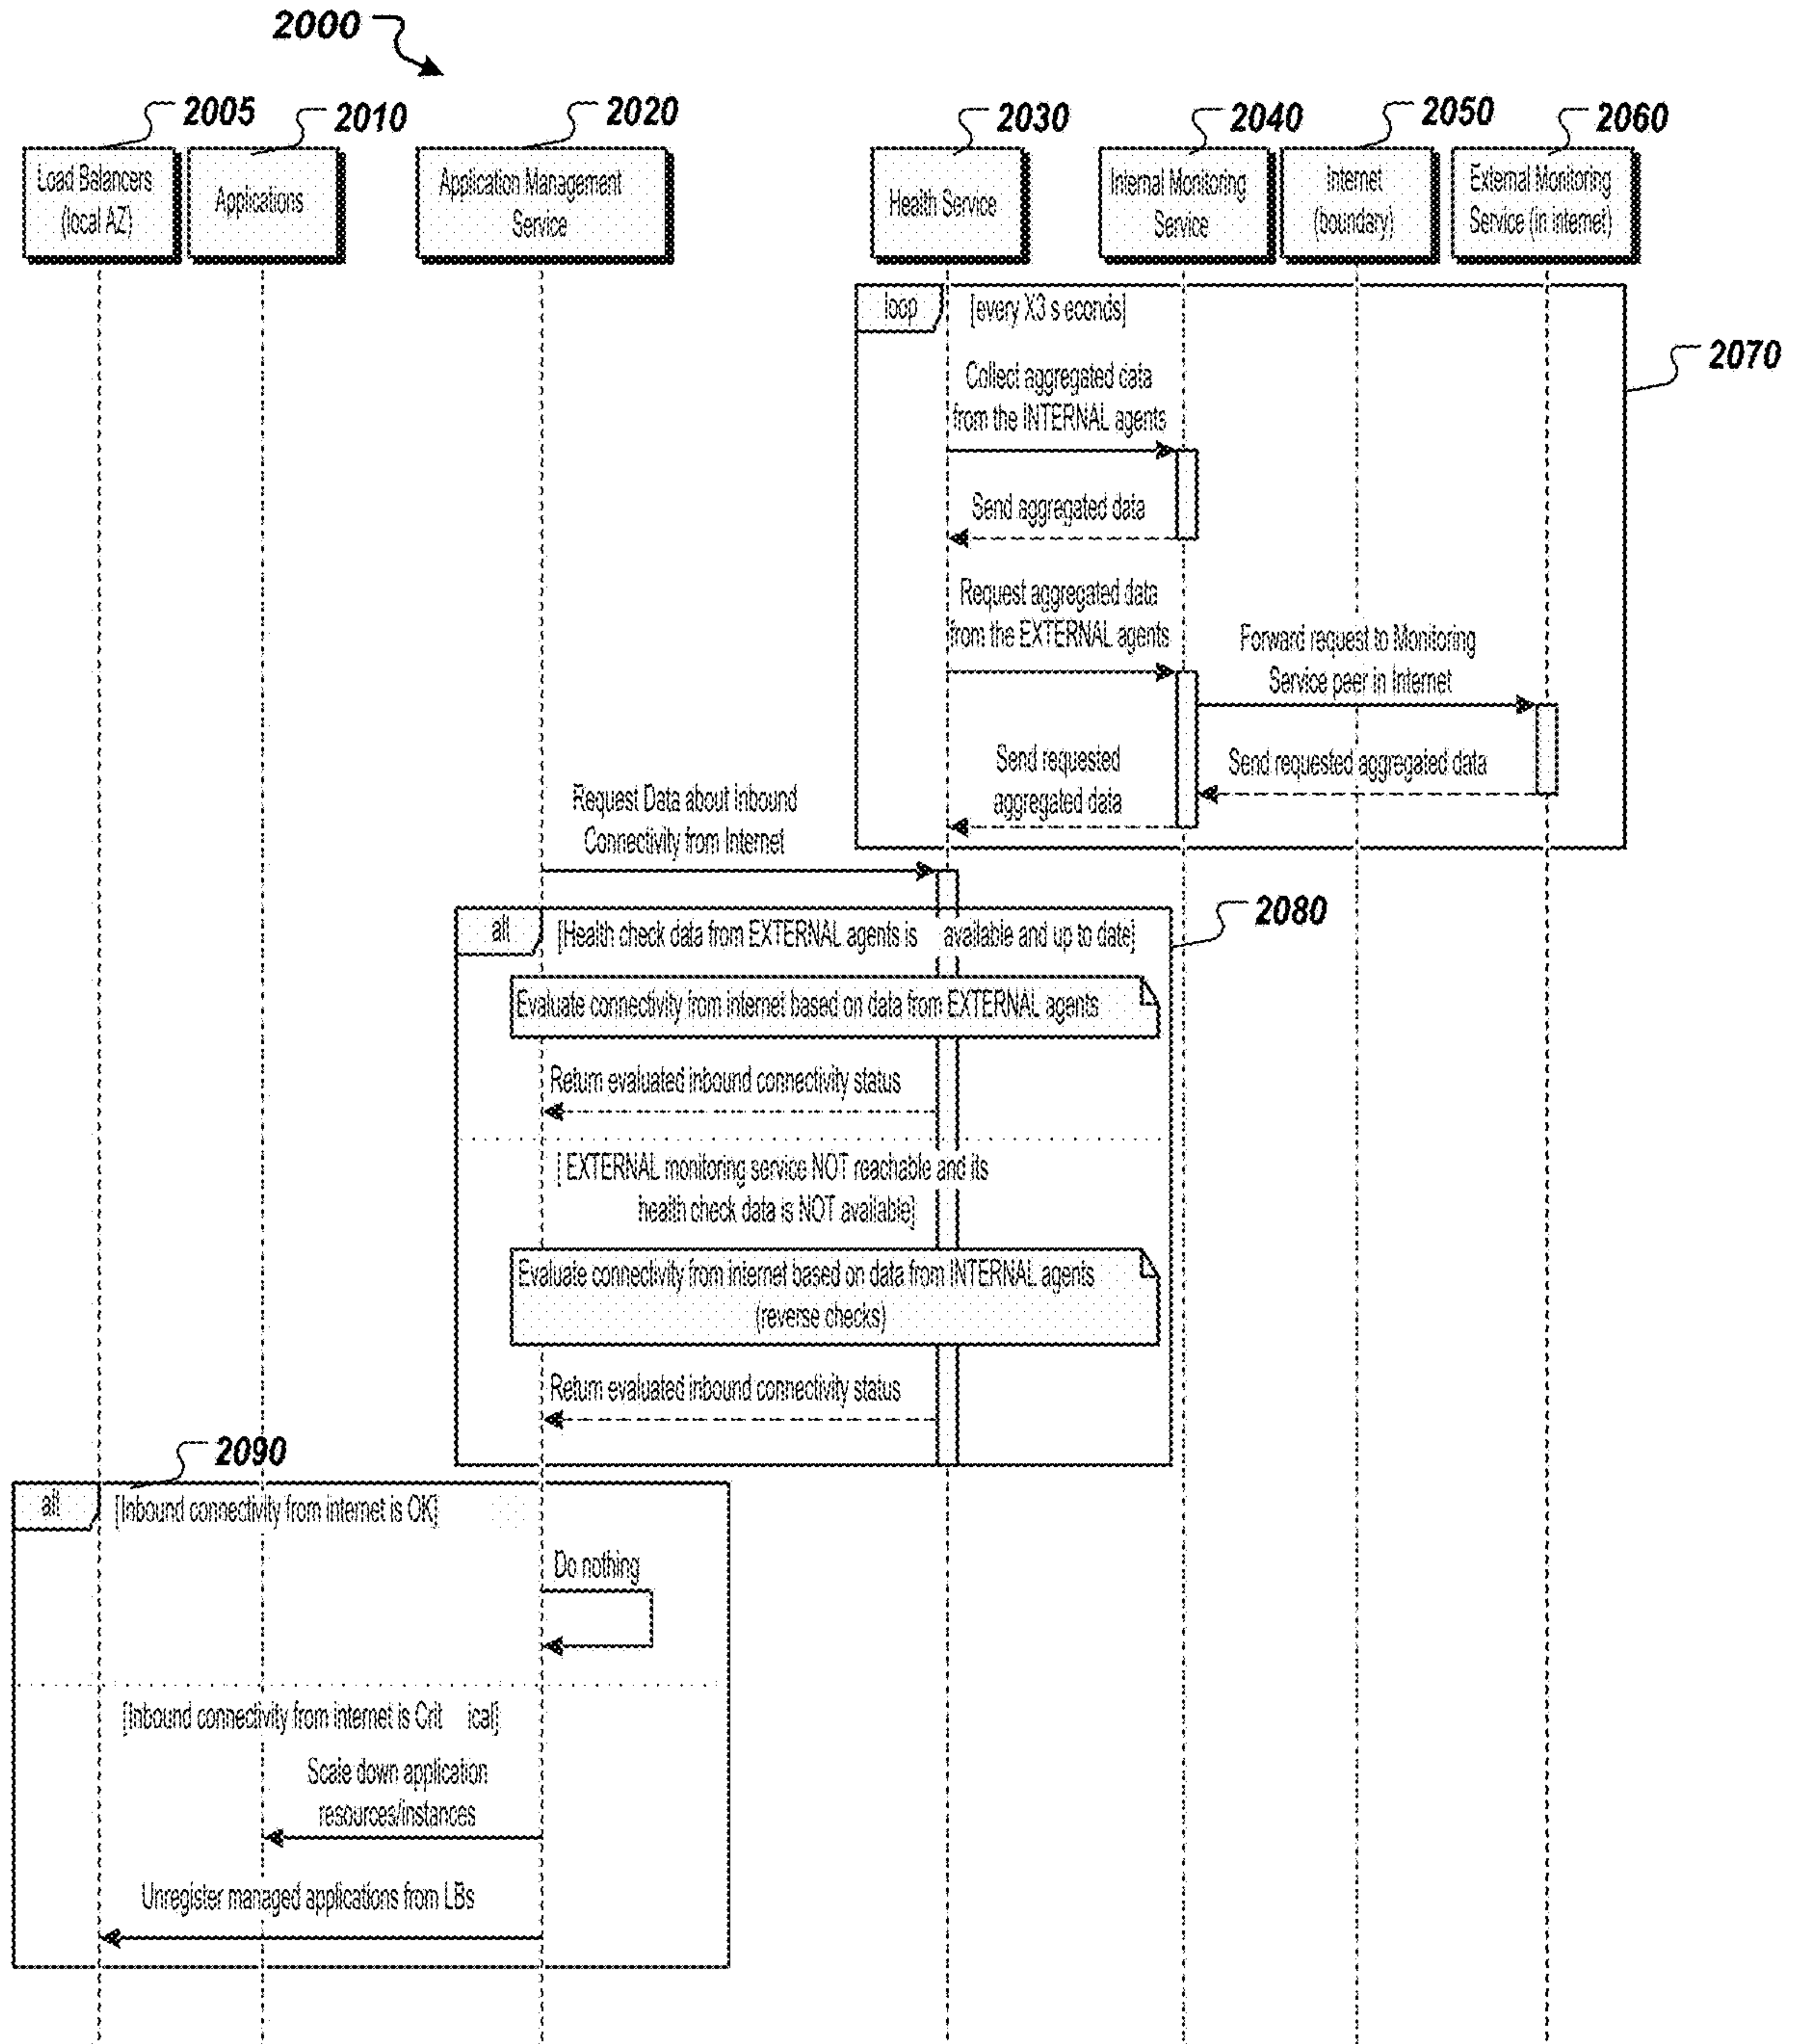 2000
2005
2010
2020
2030
2040
2050
2060
Load Balancers
(local AZ)
Applications
Application Management
Service
Health Service
Internal Monitoring
Service
Internet
(boundary)
External Monitoring
Service (in internet)
loop
[every X3 s econds]
2070
Collect aggregated data
from the INTERNAL agents
Send aggregated data
Request aggregated data
from the EXTERNAL agents
Forward request to Monitoring
Service peer in Internet
Send requested
aggregated data
Send requested aggregated data
Request Data about Inbound
Connectivity from Internet
2080
alt
[Health check data from EXTERNAL agents is available and up to date]
Evaluate connectivity from internet based on data from EXTERNAL agents
Return evaluated inbound connectivity status
[ EXTERNAL monitoring service NOT reachable and its
health check data is NOT available]
Evaluate connectivity from internet based on data from INTERNAL agents
(reverse checks)
Return evaluated inbound connectivity status
2090
alt
[Inbound connectivity from internet is OK]
Do nothing
[Inbound connectivity from internet is Crit ical]
Scale down application
resources/instances
Unregister managed applications from LBs